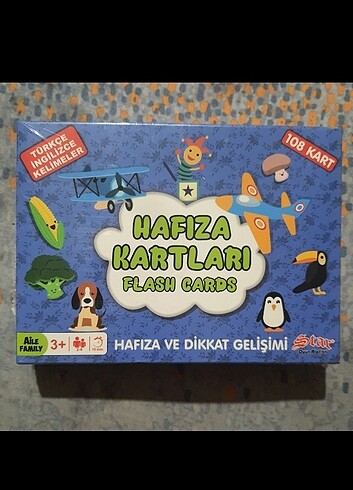 TÜRKÇE
İNGİLİZCE
KELİMELER
108 KART
HAFIZA
KARTLARI
FLASH CARDS
AİLE
FAMILY
3+
HAFIZA VE DİKKAT GELİŞİMİ
Star